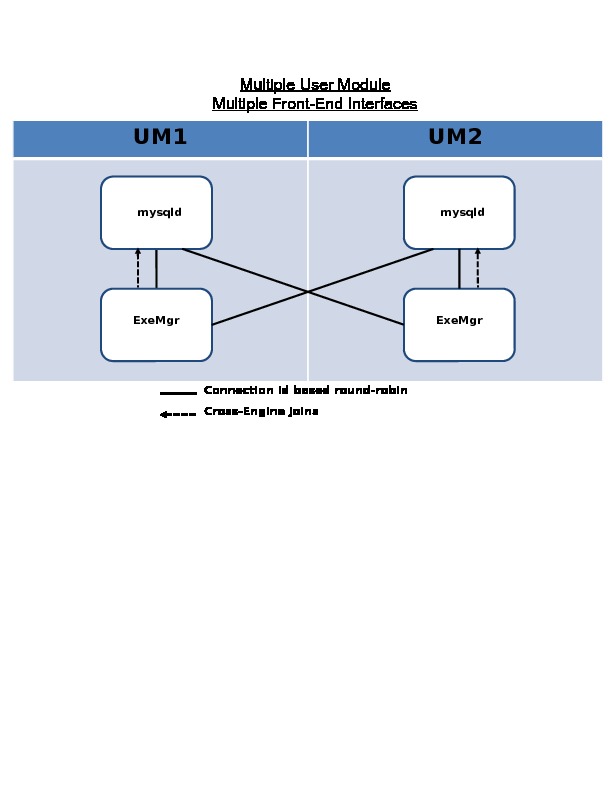 Multiple User Module
Multiple Front-End Interfaces
UM1
UM2
mysqld
mysqld
ExeMgr
ExeMgr
Connection id based round-robin
Cross-Engine joins